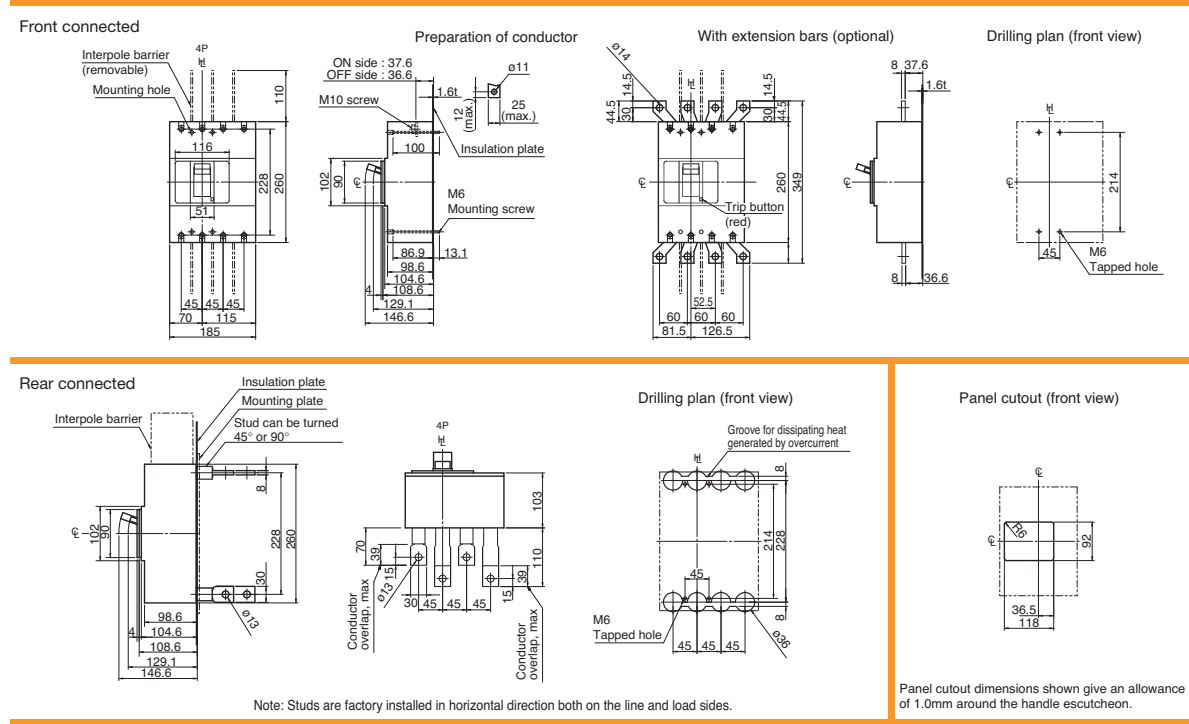 Front connected
Preparation of conductor
With extension bars (optional)
Drilling plan (front view)
Interpole barrier
(removable)
Mounting hole
4P
HL
110
116
51
228
260
45
45
45
70
115
185
ON side : 37.6
OFF side : 36.6
M10 screw
1.6t
ø11
12
(max.)
25
(max.)
Insulation plate
100
102
90
℄
M6
Mounting screw
86.9
13.1
98.6
104.6
4
108.6
129.1
146.6
ø14
44.5
30
14.5
HL
14.5
30
44.5
℄
260
349
Trip button
(red)
52.5
60
60
60
81.5
126.5
8
37.6
1.6t
℄
8
36.6
HL
214
45
M6
Tapped hole
Rear connected
Insulation plate
Mounting plate
Stud can be turned
45° or 90°
Interpole barrier
8
℄
102
90
228
260
30
ø13
98.6
4
104.6
108.6
129.1
146.6
4P
HL
103
110
70
39
15
ø13
30
45
45
45
39
15
Conductor
overlap, max
Conductor
overlap, max
Drilling plan (front view)
Groove for dissipating heat
generated by overcurrent
HL
8
214
228
45
8
M6
Tapped hole
45
45
45
ø36
Note: Studs are factory installed in horizontal direction both on the line and load sides.
Panel cutout (front view)
℄
℄
R6
92
36.5
118
Panel cutout dimensions shown give an allowance
of 1.0mm around the handle escutcheon.